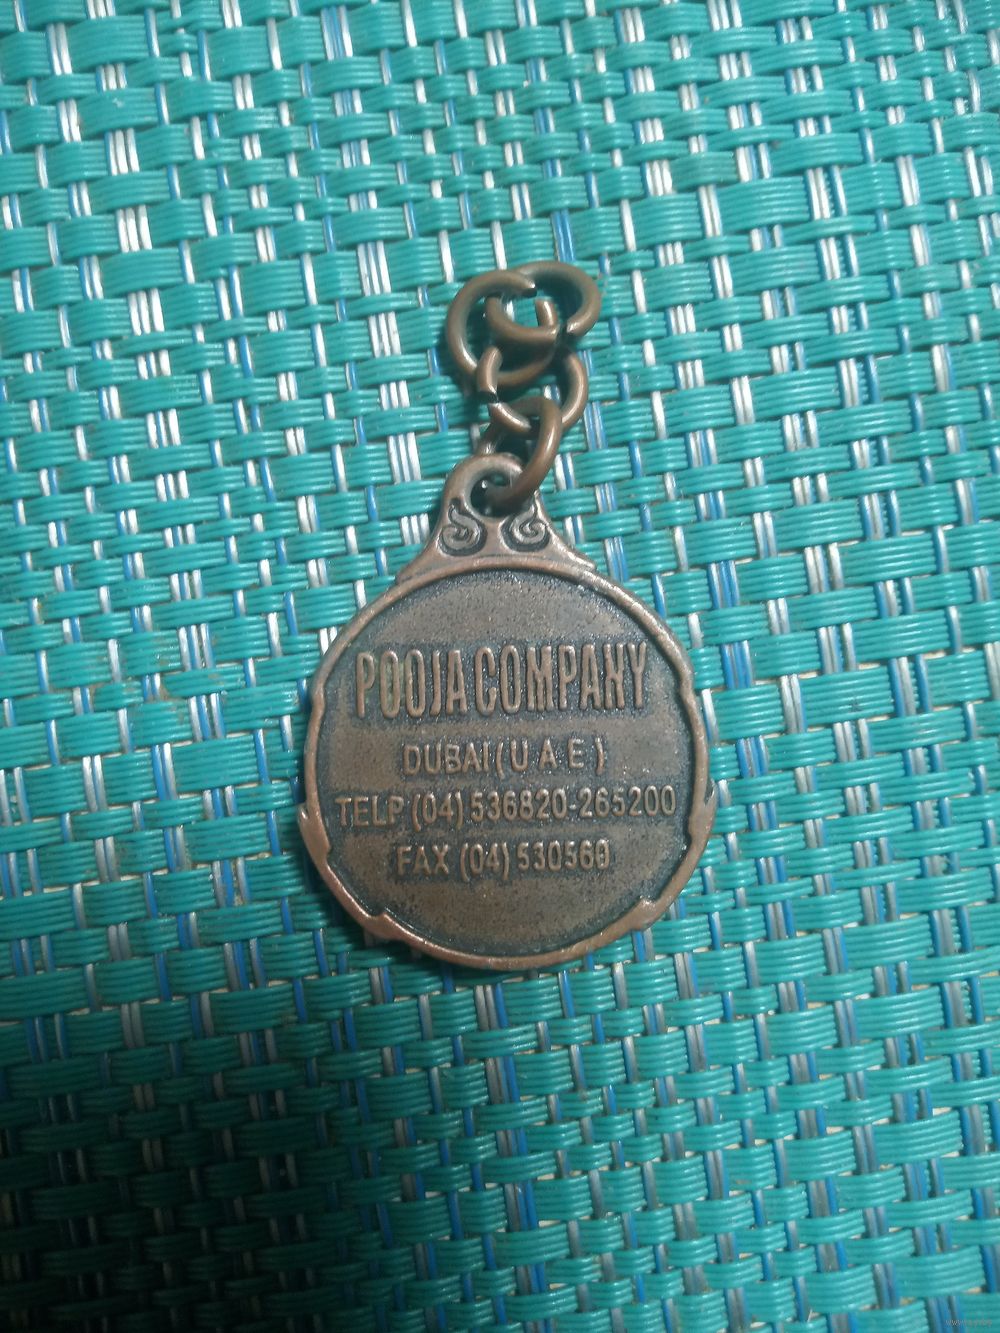 POOJA COMPANY
DUBAI (U A E)
TELP (04) 536820-265200
FAX (04) 530560